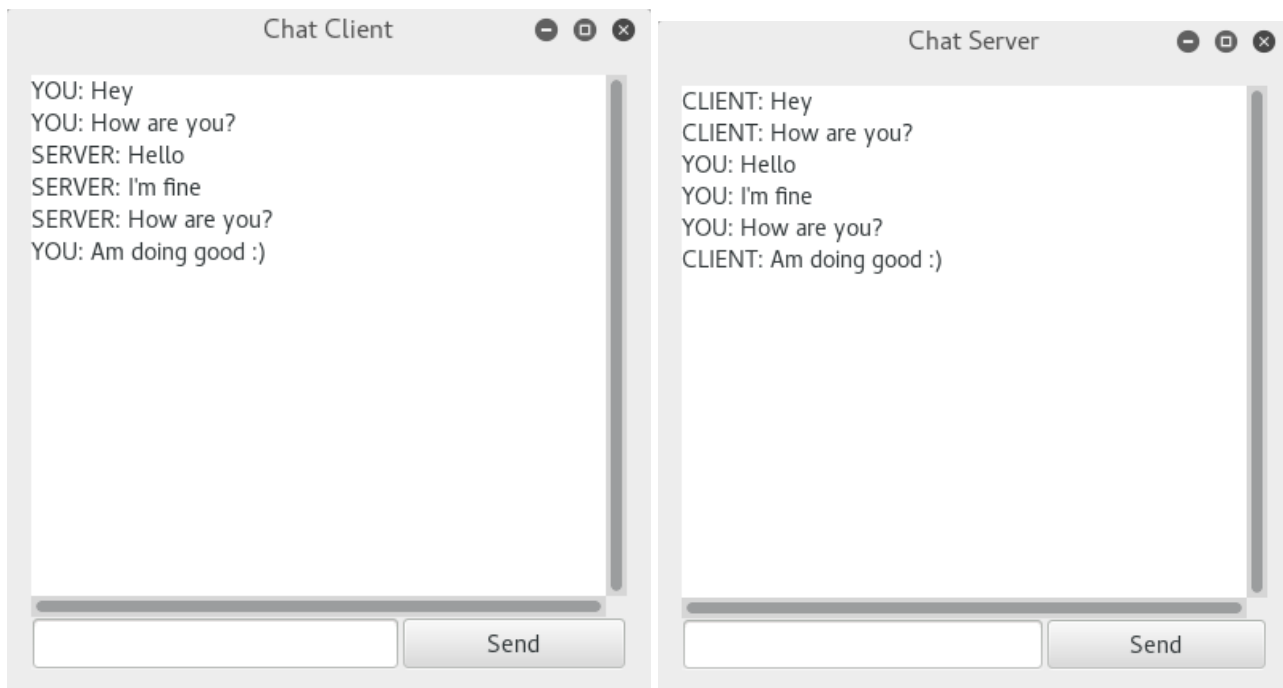 Chat Client
YOU: Hey
YOU: How are you?
SERVER: Hello
SERVER: I'm fine
SERVER: How are you?
YOU: Am doing good :)
Send
Chat Server
CLIENT: Hey
CLIENT: How are you?
YOU: Hello
YOU: I'm fine
YOU: How are you?
CLIENT: Am doing good :)
Send